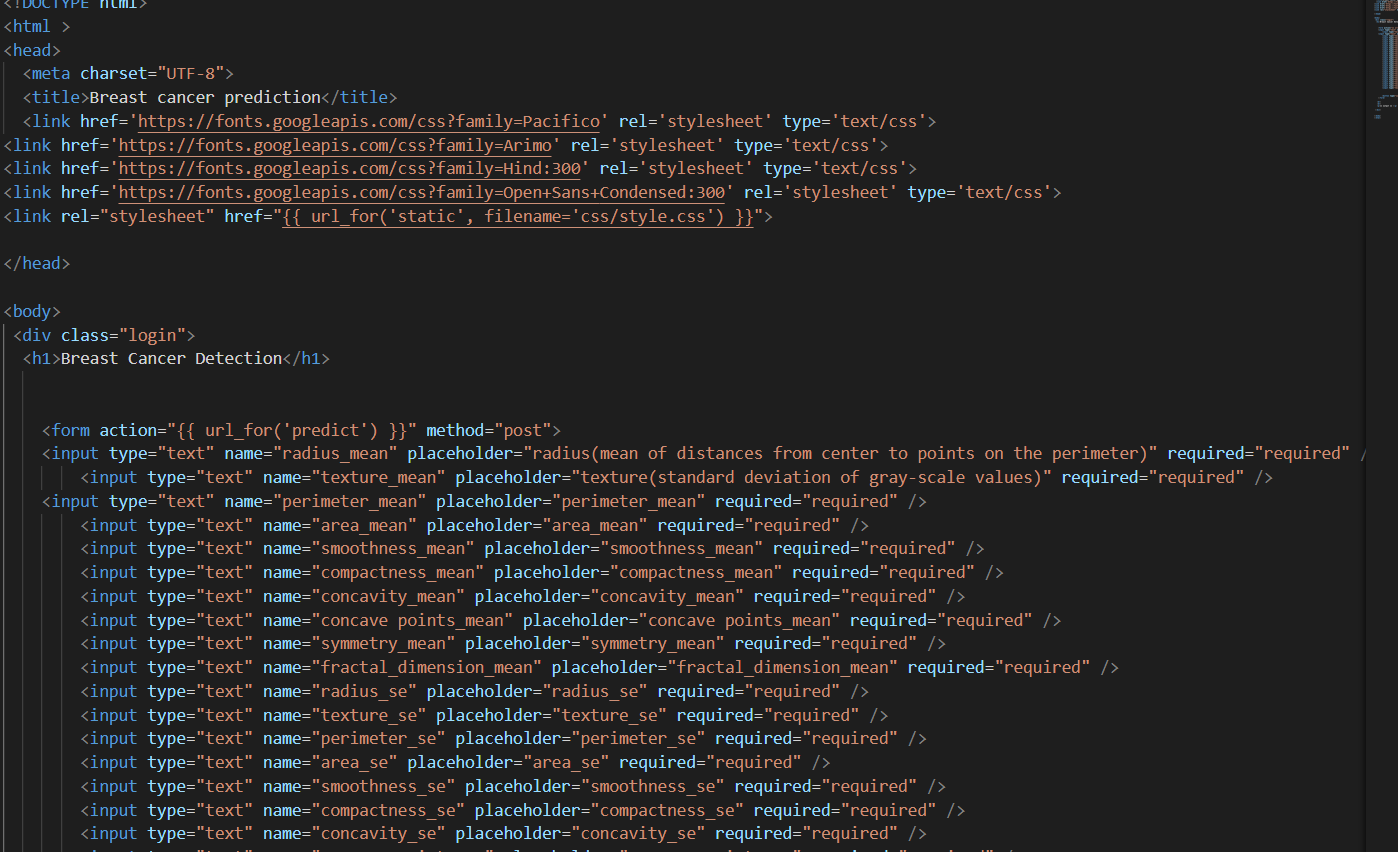 <!DOCTYPE html>
<html >
<head>
<meta charset="UTF-8">
<title>Breast cancer prediction</title>
<link href='https://fonts.googleapis.com/css?family=Pacifico' rel='stylesheet' type='text/css'>
<link href='https://fonts.googleapis.com/css?family=Arimo' rel='stylesheet' type='text/css'>
<link href='https://fonts.googleapis.com/css?family=Hind:300' rel='stylesheet' type='text/css'>
<link href='https://fonts.googleapis.com/css?family=Open+Sans+Condensed:300' rel='stylesheet' type='text/css'>
<link rel="stylesheet" href="{{ url_for('static', filename='css/style.css') }}">
</head>
<body>
<div class="login">
<h1>Breast Cancer Detection</h1>
<form action="{{ url_for('predict') }}" method="post">
<input type="text" name="radius_mean" placeholder="radius(mean of distances from center to points on the perimeter)" required="required" /
<input type="text" name="texture_mean" placeholder="texture(standard deviation of gray-scale values)" required="required" />
<input type="text" name="perimeter_mean" placeholder="perimeter_mean" required="required" />
<input type="text" name="area_mean" placeholder="area_mean" required="required" />
<input type="text" name="smoothness_mean" placeholder="smoothness_mean" required="required" />
<input type="text" name="compactness_mean" placeholder="compactness_mean" required="required" />
<input type="text" name="concavity_mean" placeholder="concavity_mean" required="required" />
<input type="text" name="concave points_mean" placeholder="concave points_mean" required="required" />
<input type="text" name="symmetry_mean" placeholder="symmetry_mean" required="required" />
<input type="text" name="fractal_dimension_mean" placeholder="fractal_dimension_mean" required="required" />
<input type="text" name="radius_se" placeholder="radius_se" required="required" />
<input type="text" name="texture_se" placeholder="texture_se" required="required" />
<input type="text" name="perimeter_se" placeholder="perimeter_se" required="required" />
<input type="text" name="area_se" placeholder="area_se" required="required" />
<input type="text" name="smoothness_se" placeholder="smoothness_se" required="required" />
<input type="text" name="compactness_se" placeholder="compactness_se" required="required" />
<input type="text" name="concavity_se" placeholder="concavity_se" required="required" />